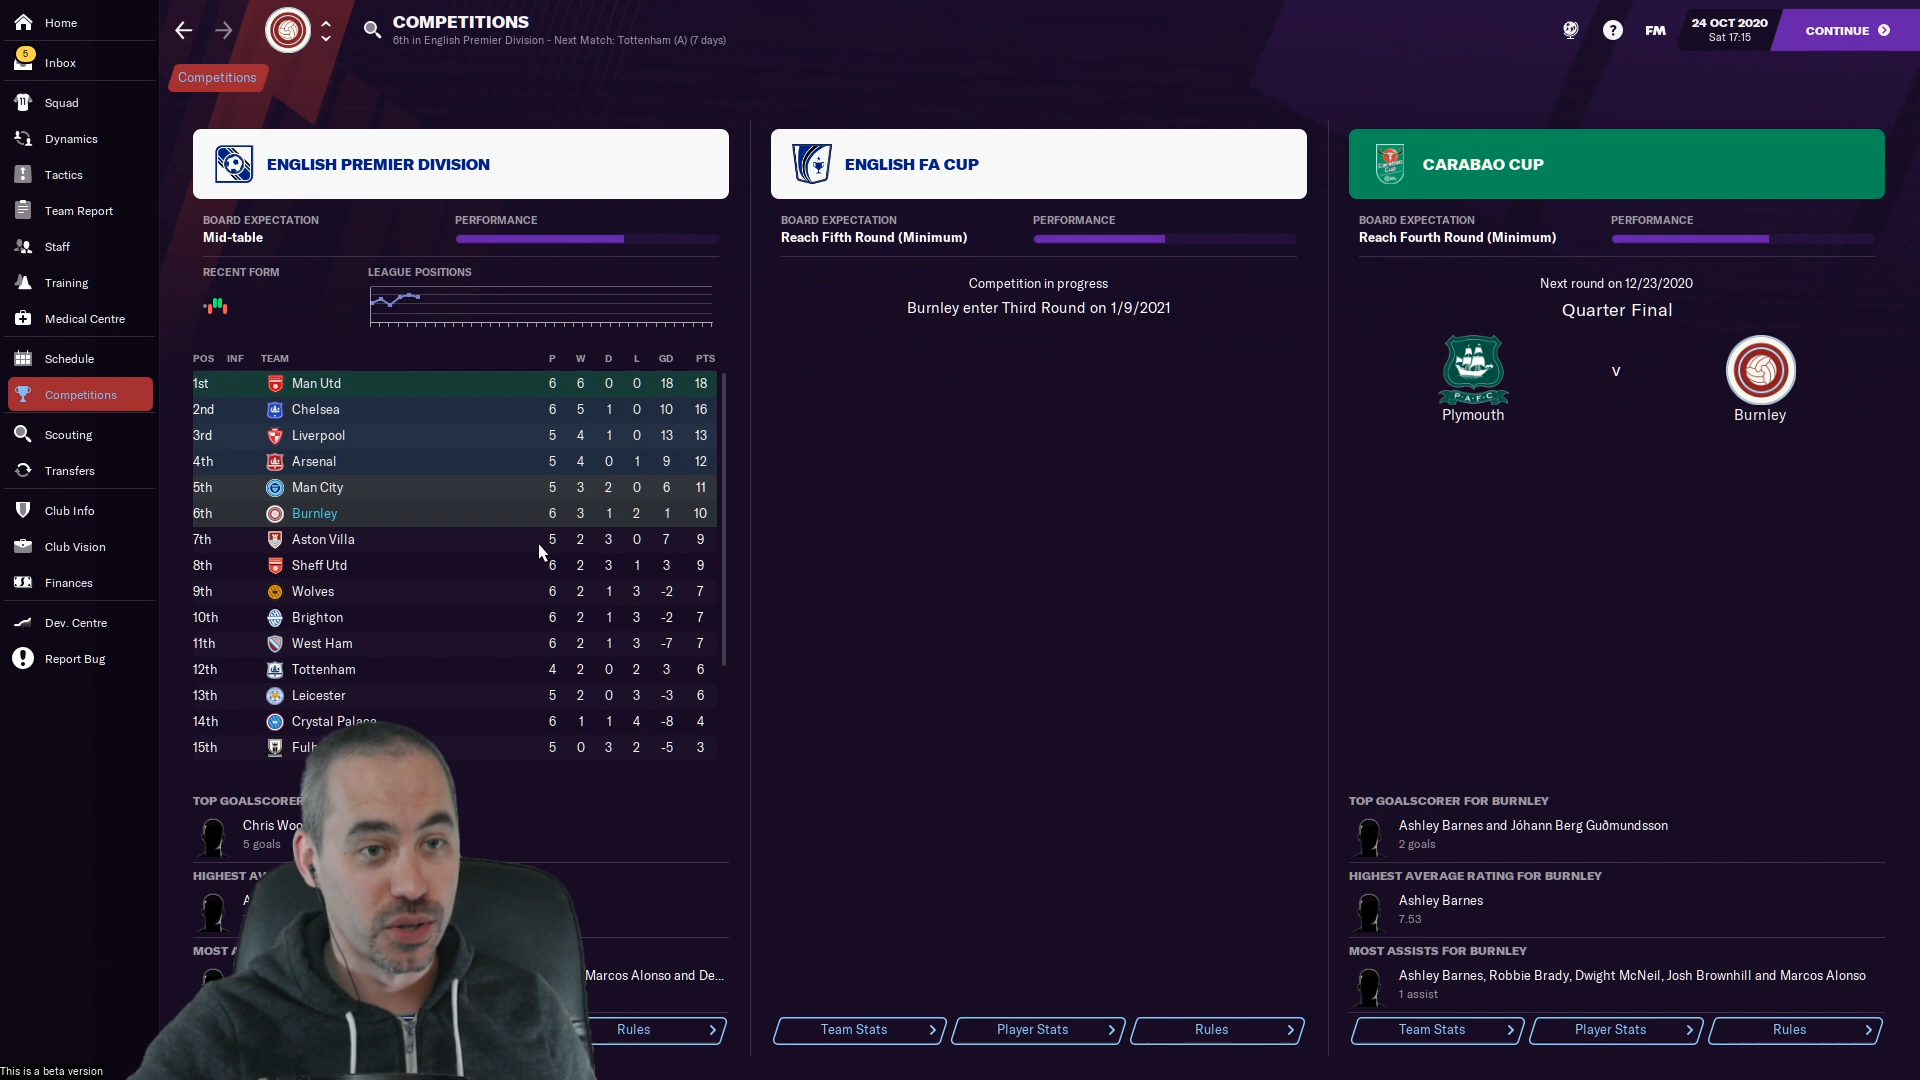 Home
5
Inbox
Squad
Dynamics
Tactics
Team Report
Staff
Training
Medical Centre
Schedule
Competitions
Scouting
Transfers
Club Info
Club Vision
Finances
Dev. Centre
Report Bug
This is a beta version
COMPETITIONS
6th in English Premier Division - Next Match: Tottenham (A) (7 days)
FM
24 OCT 2020
Sat 17:15
CONTINUE
Competitions
ENGLISH PREMIER DIVISION
BOARD EXPECTATION PERFORMANCE
Mid-table
RECENT FORM LEAGUE POSITIONS
POS INF TEAM P W D L GD PTS
1st Man Utd 6 6 0 0 18 18
2nd Chelsea 6 5 1 0 10 16
3rd Liverpool 5 4 1 0 13 13
4th Arsenal 5 4 0 1 9 12
5th Man City 5 3 2 0 6 11
6th Burnley 6 3 1 2 1 10
7th Aston Villa 5 2 3 0 7 9
8th Sheff Utd 6 2 3 1 3 9
9th Wolves 6 2 1 3 -2 7
10th Brighton 6 2 1 3 -2 7
11th West Ham 6 2 1 3 -7 7
12th Tottenham 4 2 0 2 3 6
13th Leicester 5 2 0 3 -3 6
14th Crystal Palace 6 1 1 4 -8 4
15th Fulh 5 0 3 2 -5 3
TOP GOALSCORER
Chris Woo
5 goals
HIGHEST AV
A
MOST A
Marcos Alonso and De...
Rules
ENGLISH FA CUP
BOARD EXPECTATION PERFORMANCE
Reach Fifth Round (Minimum)
Competition in progress
Burnley enter Third Round on 1/9/2021
Team Stats Player Stats Rules
CARABAO CUP
BOARD EXPECTATION PERFORMANCE
Reach Fourth Round (Minimum)
Next round on 12/23/2020
Quarter Final
P.A.F.C
v
Plymouth Burnley
TOP GOALSCORER FOR BURNLEY
Ashley Barnes and Jóhann Berg Guðmundsson
2 goals
HIGHEST AVERAGE RATING FOR BURNLEY
Ashley Barnes
7.53
MOST ASSISTS FOR BURNLEY
Ashley Barnes, Robbie Brady, Dwight McNeil, Josh Brownhill and Marcos Alonso
1 assist
Team Stats Player Stats Rules